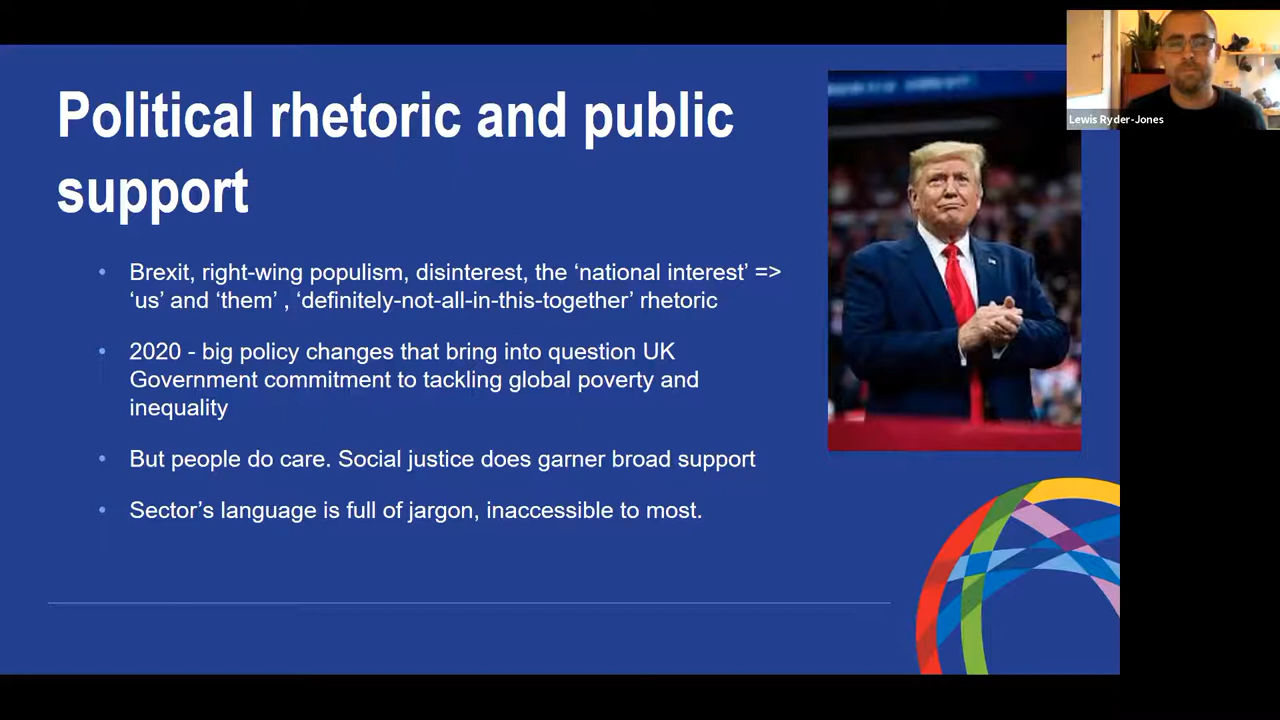 Political rhetoric and public
support
Lewis Ryder-Jones
• Brexit, right-wing populism, disinterest, the ‘national interest’ =>
‘us’ and ‘them’ , ‘definitely-not-all-in-this-together’ rhetoric
• 2020 - big policy changes that bring into question UK
Government commitment to tackling global poverty and
inequality
• But people do care. Social justice does garner broad support
• Sector’s language is full of jargon, inaccessible to most.